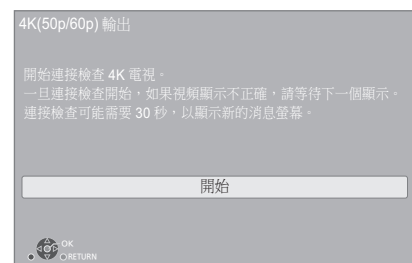 4K(50p/60p) 輸出
開始連接檢查 4K 電視。
一旦連接檢查開始，如果視頻顯示不正確，請等待下一個顯示。
連接檢查可能需要 30 秒，以顯示新的消息螢幕。
開始
OK
RETURN